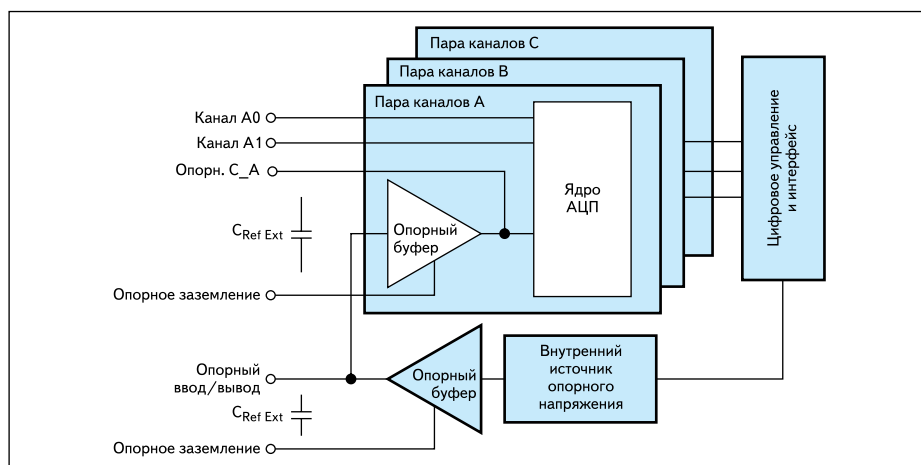 Пара каналов C
Пара каналов B
Пара каналов A
Канал A0
Канал A1
Опорн. C_A
Ядро
АЦП
Цифровое управление
и интерфейс
Опорный
буфер
C Ref Ext
Опорное заземление
Опорный
ввод/вывод
Опорный
буфер
Внутренний
источник
опорного
напряжения
C Ref Ext
Опорное заземление